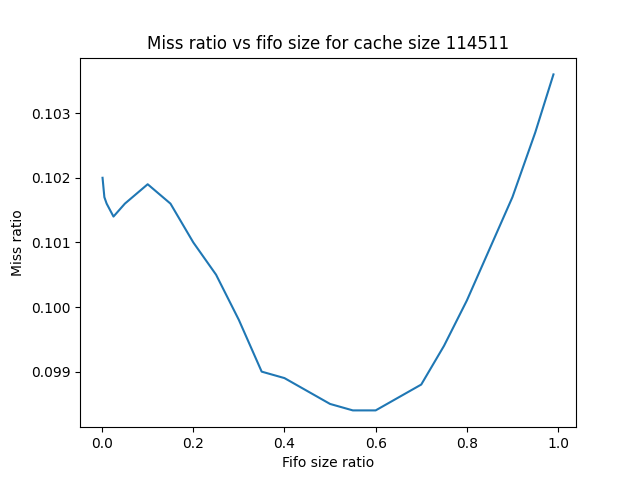 Miss ratio vs fifo size for cache size 114511
0.103
0.102
0.101
0.100
0.099
Miss ratio
0.0 0.2 0.4 0.6 0.8 1.0
Fifo size ratio